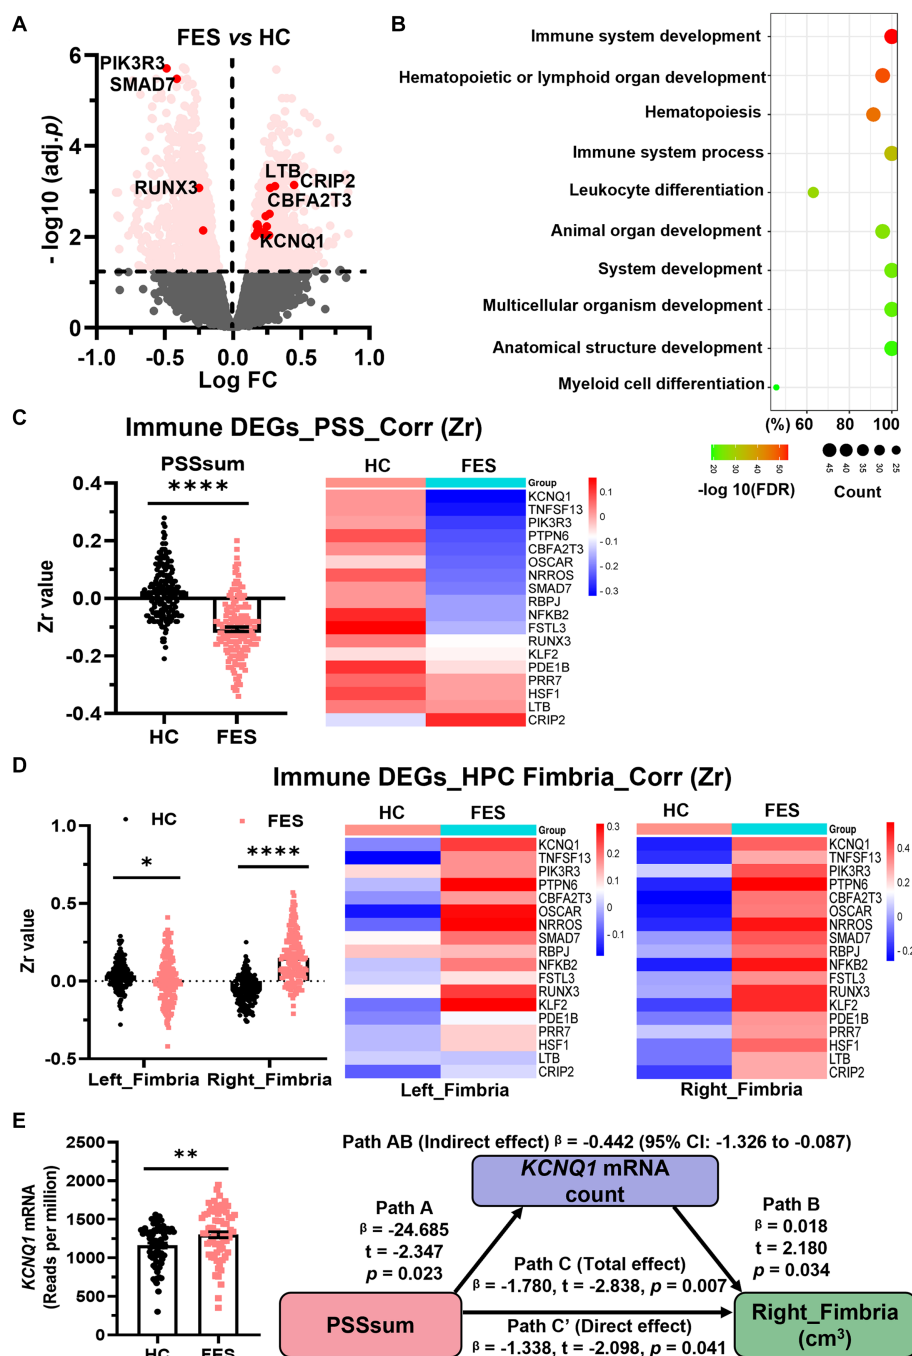 A
FES vs HC
- log10 (adj.p)
6
4
2
0
-1.0
-0.5
0.0
0.5
1.0
Log FC
PIK3R3
SMAD7
RUNX3
LTB
CRIP2
CBFA2T3
KCNQ1
B
Immune system development
Hematopoietic or lymphoid organ development
Hematopoiesis
Immune system process
Leukocyte differentiation
Animal organ development
System development
Multicellular organism development
Anatomical structure development
Myeloid cell differentiation
(%) 60 80 100
20 30 40 50
-log 10(FDR)
45 40 35 30 25
Count
C
Immune DEGs_PSS_Corr (Zr)
PSSsum
****
Zr value
0.4
0.2
0.0
-0.2
-0.4
HC
FES
HC
FES
Group
KCNQ1
TNFSF13
PIK3R3
PTPN6
CBFA2T3
OSCAR
NRROS
SMAD7
RBPJ
NFKB2
FSTL3
RUNX3
KLF2
PDE1B
PRR7
HSF1
LTB
CRIP2
0.1
0
- 0.1
- 0.2
- 0.3
D
Immune DEGs_HPC Fimbria_Corr (Zr)
HC
FES
*
****
Zr value
1.0
0.5
0.0
-0.5
Left_Fimbria
Right_Fimbria
HC
FES
Group
KCNQ1
TNFSF13
PIK3R3
PTPN6
CBFA2T3
OSCAR
NRROS
SMAD7
RBPJ
NFKB2
FSTL3
RUNX3
KLF2
PDE1B
PRR7
HSF1
LTB
CRIP2
0.3
0.2
0.1
0
- 0.1
Left_Fimbria
HC
FES
Group
KCNQ1
TNFSF13
PIK3R3
PTPN6
CBFA2T3
OSCAR
NRROS
SMAD7
RBPJ
NFKB2
FSTL3
RUNX3
KLF2
PDE1B
PRR7
HSF1
LTB
CRIP2
0.4
0.2
0
-0.2
Right_Fimbria
E
KCNQ1 mRNA
(Reads per million)
2500
2000
1500
1000
500
0
**
HC
FES
Path AB (Indirect effect) β = -0.442 (95% CI: -1.326 to -0.087)
KCNQ1 mRNA
count
Path A
β = -24.685
t = -2.347
p = 0.023
Path B
β = 0.018
t = 2.180
p = 0.034
Path C (Total effect)
β = -1.780, t = -2.838, p = 0.007
PSSsum
Right_Fimbria
(cm³)
Path C' (Direct effect)
β = -1.338, t = -2.098, p = 0.041